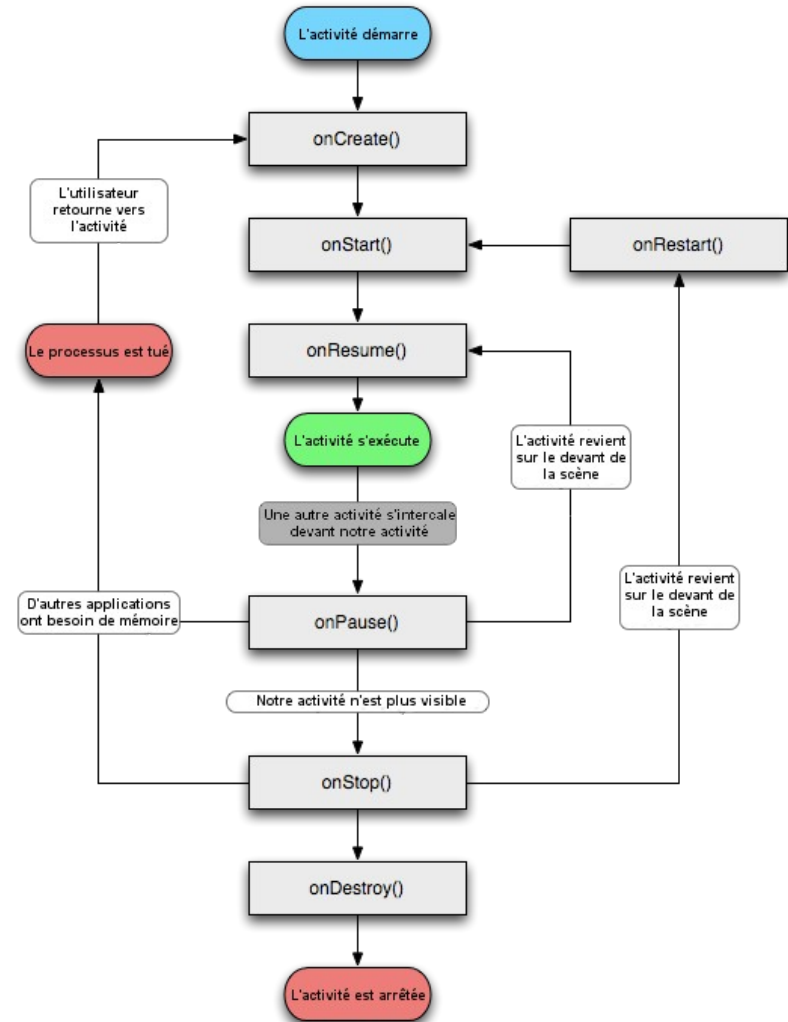 L'activité démarre
onCreate()
L'utilisateur
retourne vers
l'activité
onStart()
onRestart()
onResume()
Le processus est tué
L'activité s'exécute
L'activité revient
sur le devant de
la scène
Une autre activité s'intercale
devant notre activité
L'activité revient
sur le devant de
la scène
D'autres applications
ont besoin de mémoire
onPause()
Notre activité n'est plus visible
onStop()
onDestroy()
L'activité est arrêtée